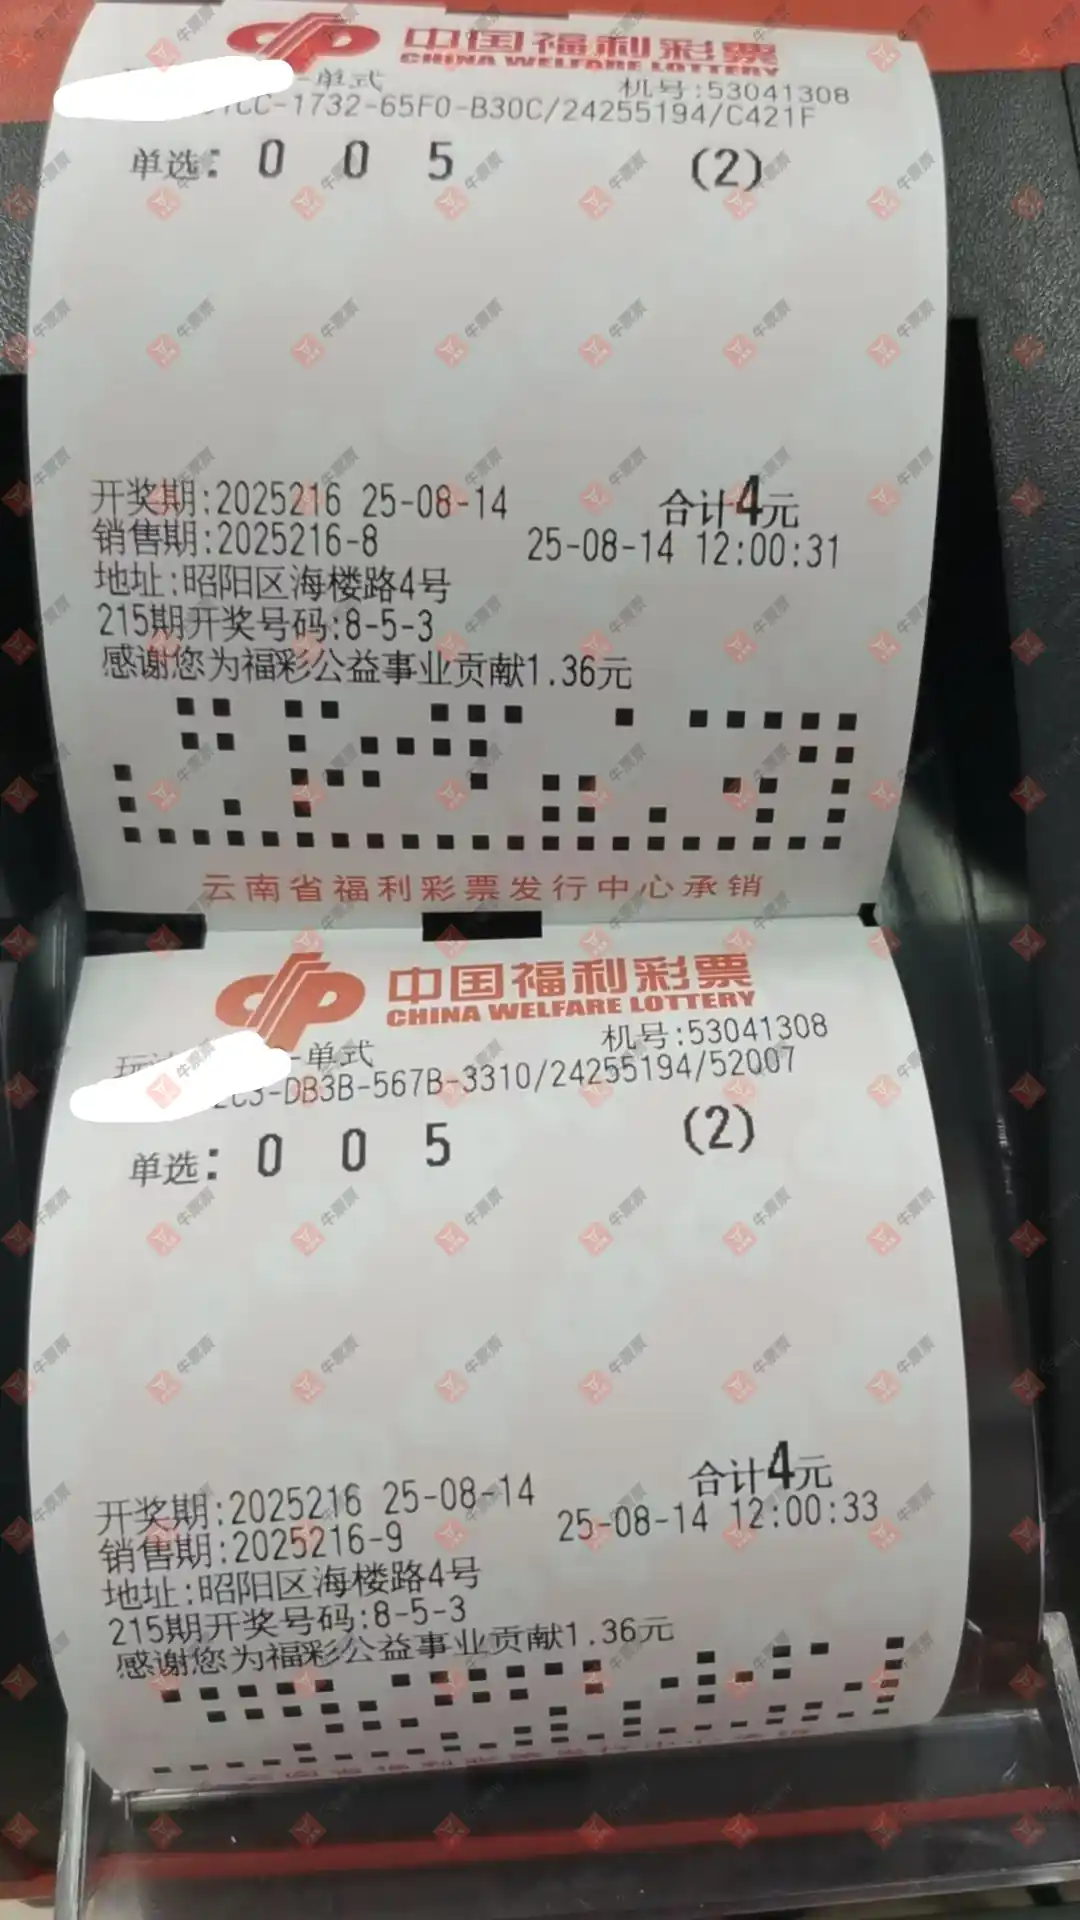 中国福利彩票
CHINA WELFARE LOTTERY
-单式 机号:53041308
CC-1732-65F0-B30C/24255194/C421F
单选: 0 0 5 (2)
开奖期:2025216 25-08-14 合计4元
销售期:2025216-8 25-08-14 12:00:31
地址:昭阳区海楼路4号
215期开奖号码:8-5-3
感谢您为福彩公益事业贡献1.36元
云南省福利彩票发行中心承销
中国福利彩票
CHINA WELFARE LOTTERY
玩法 -单式 机号:53041308
2C3-DB3B-567B-3310/24255194/52007
单选: 0 0 5 (2)
开奖期:2025216 25-08-14 合计4元
销售期:2025216-9 25-08-14 12:00:33
地址:昭阳区海楼路4号
215期开奖号码:8-5-3
感谢您为福彩公益事业贡献1.36元
牛票票